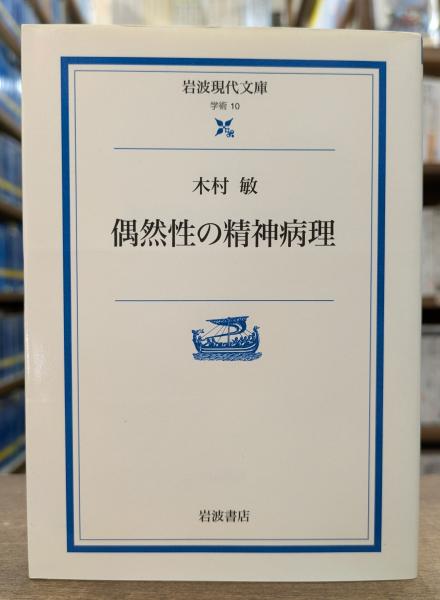 岩波現代文庫
学術 10
木村 敏
偶然性の精神病理
岩波書店